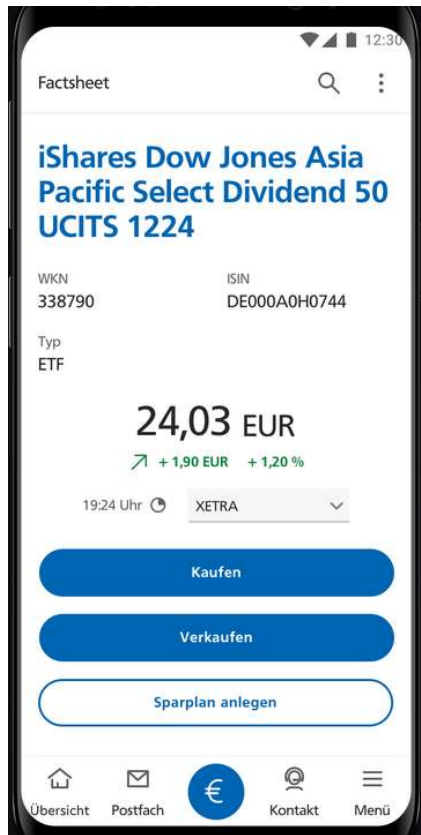 12:30
Factsheet
iShares Dow Jones Asia
Pacific Select Dividend 50
UCITS 1224
WKN ISIN
338790 DE000A0H0744
Typ
ETF
24,03 EUR
+ 1,90 EUR + 1,20 %
19:24 Uhr XETRA
Kaufen
Verkaufen
Sparplan anlegen
€
Übersicht Postfach Kontakt Menü